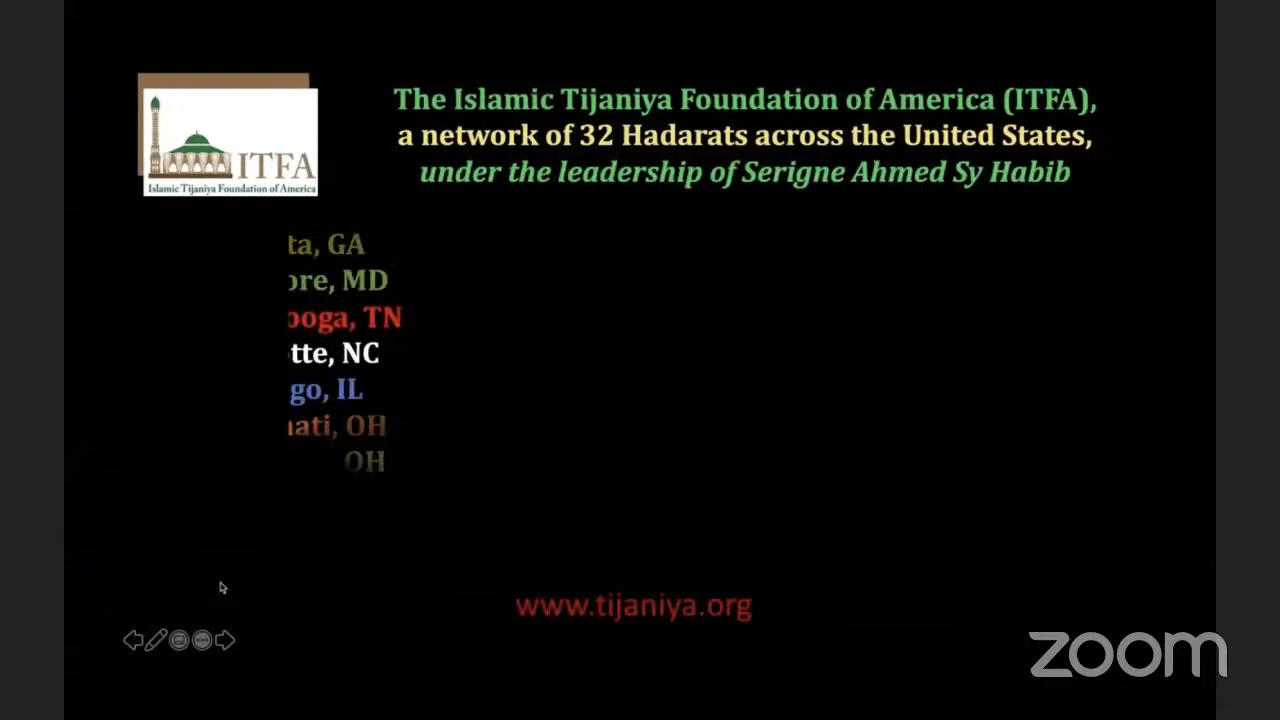 ITFA
Islamic Tijaniya Foundation of America
The Islamic Tijaniya Foundation of America (ITFA),
a network of 32 Hadarats across the United States,
under the leadership of Serigne Ahmed Sy Habib
ta, GA
ore, MD
ooga, TN
tte, NC
go, IL
nati, OH
OH
www.tijaniya.org
zoom